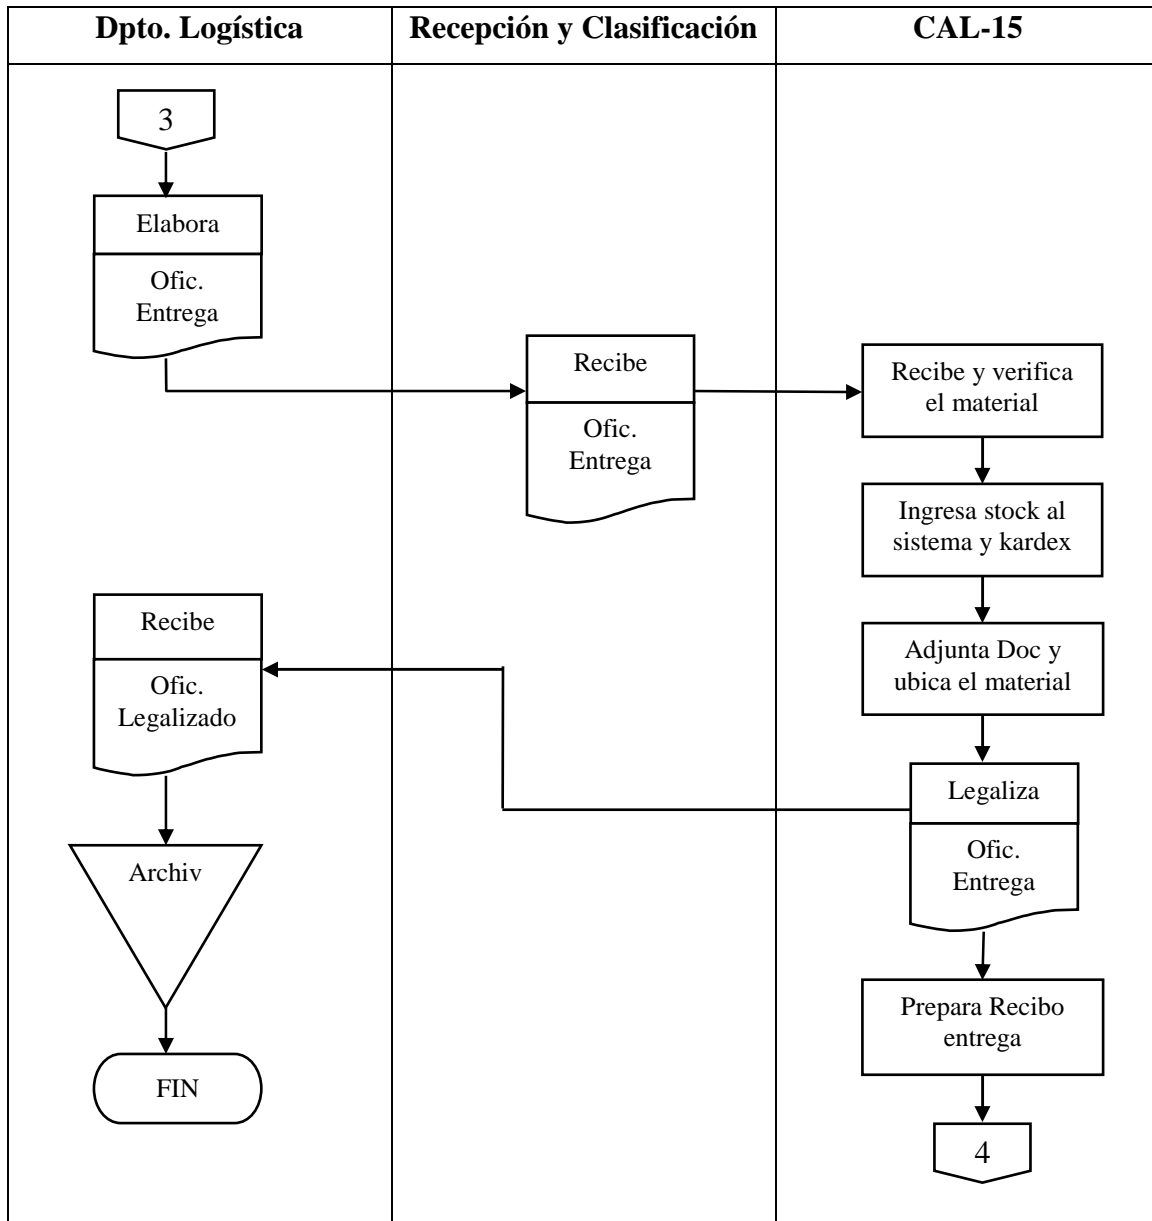 Dpto. Logística
Recepción y Clasificación
CAL-15
3
Elabora
Ofic.
Entrega
Recibe
Ofic.
Entrega
Recibe y verifica
el material
Ingresa stock al
sistema y kardex
Adjunta Doc y
ubica el material
Legaliza
Ofic.
Entrega
Recibe
Ofic.
Legalizado
Archiv
FIN
Prepara Recibo
entrega
4